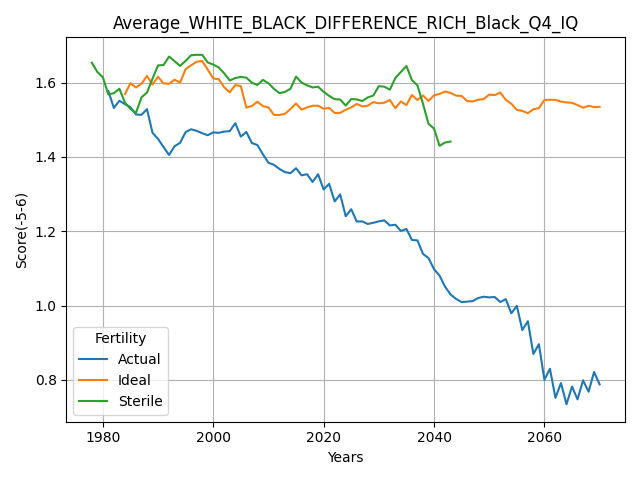 Average_WHITE_BLACK_DIFFERENCE_RICH_Black_Q4_IQ
Score(-5-6)
1.6
1.4
1.2
1.0
0.8
Fertility
Actual
Ideal
Sterile
1980
2000
2020
2040
2060
Years